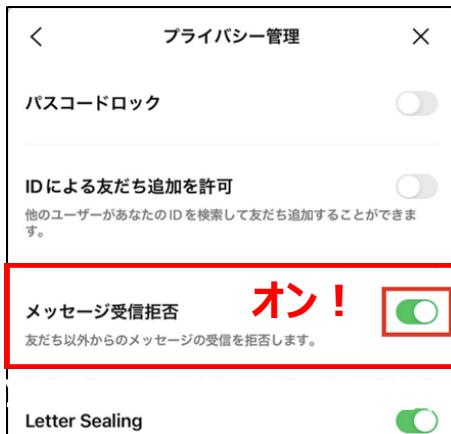 プライバシー管理
パスコードロック
IDによる友だち追加を許可
他のユーザーがあなたのIDを検索して友だち追加することができま
す。
メッセージ受信拒否
オン！
友だち以外からのメッセージの受信を拒否します。
Letter Sealing